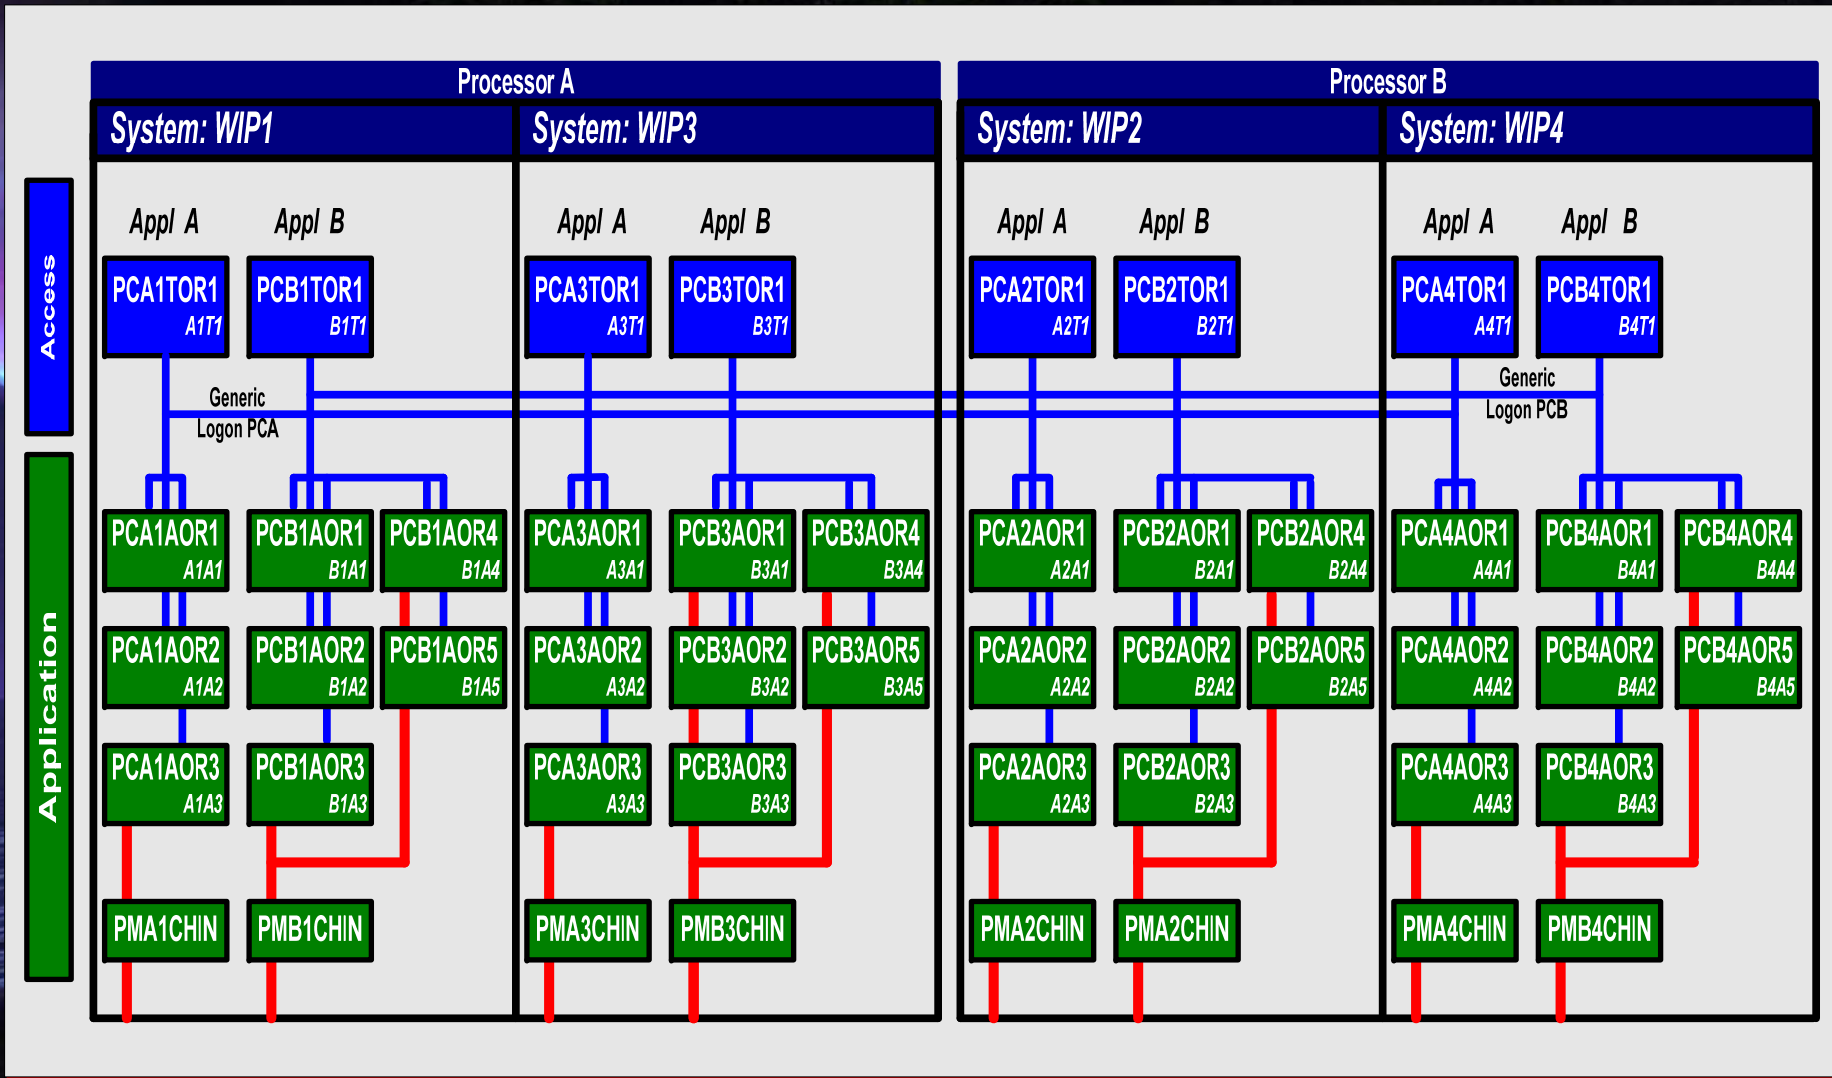 Processor A
Processor B
System: WIP1
System: WIP3
System: WIP2
System: WIP4
Access
Application
Appl A
Appl B
Appl A
Appl B
Appl A
Appl B
Appl A
Appl B
PCA1TOR1
A1T1
PCB1TOR1
B1T1
PCA3TOR1
A3T1
PCB3TOR1
B3T1
PCA2TOR1
A2T1
PCB2TOR1
B2T1
PCA4TOR1
A4T1
PCB4TOR1
B4T1
Generic
Logon PCA
Generic
Logon PCB
PCA1AOR1
A1A1
PCB1AOR1
B1A1
PCB1AOR4
B1A4
PCA3AOR1
A3A1
PCB3AOR1
B3A1
PCB3AOR4
B3A4
PCA2AOR1
A2A1
PCB2AOR1
B2A1
PCB2AOR4
B2A4
PCA4AOR1
A4A1
PCB4AOR1
B4A1
PCB4AOR4
B4A4
PCA1AOR2
A1A2
PCB1AOR2
B1A2
PCB1AOR5
B1A5
PCA3AOR2
A3A2
PCB3AOR2
B3A2
PCB3AOR5
B3A5
PCA2AOR2
A2A2
PCB2AOR2
B2A2
PCB2AOR5
B2A5
PCA4AOR2
A4A2
PCB4AOR2
B4A2
PCB4AOR5
B4A5
PCA1AOR3
A1A3
PCB1AOR3
B1A3
PCA3AOR3
A3A3
PCB3AOR3
B3A3
PCA2AOR3
A2A3
PCB2AOR3
B2A3
PCA4AOR3
A4A3
PCB4AOR3
B4A3
PMA1CHIN
PMB1CHIN
PMA3CHIN
PMB3CHIN
PMA2CHIN
PMA2CHIN
PMA4CHIN
PMB4CHIN